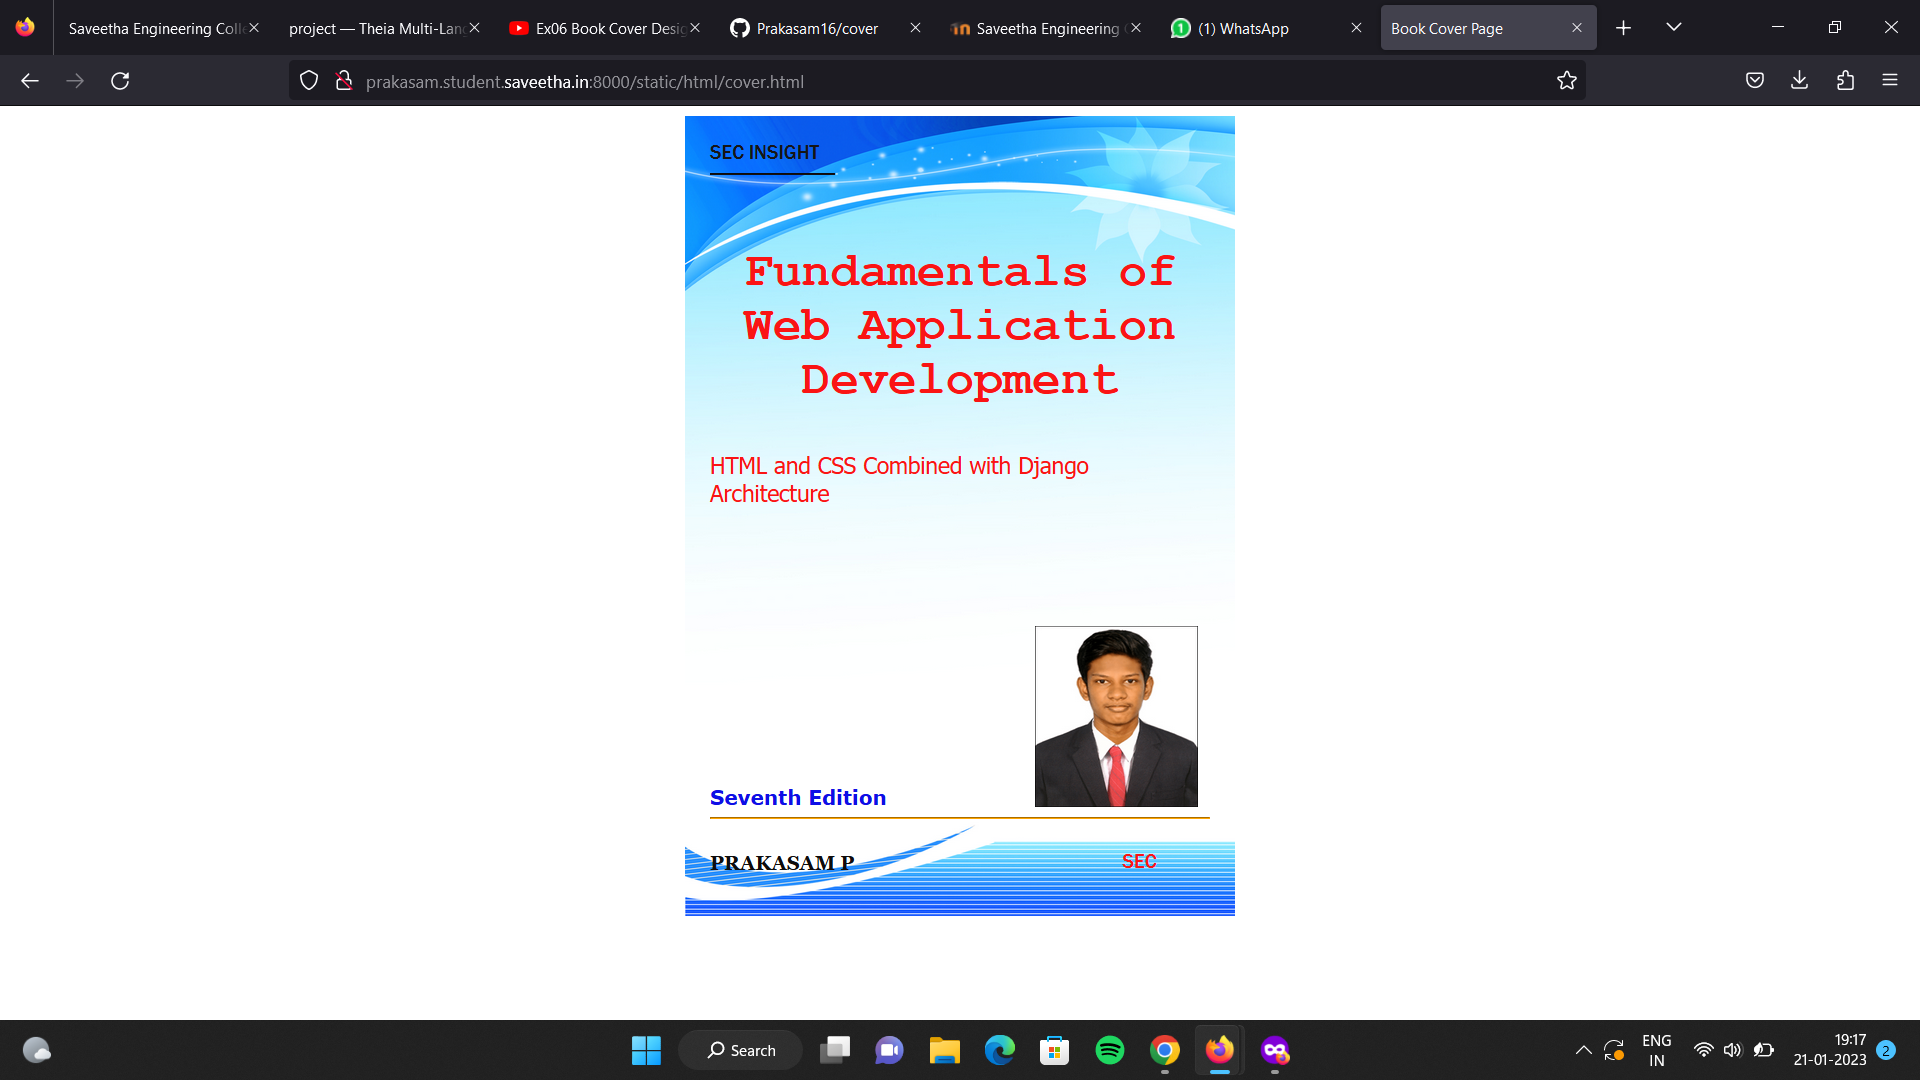 Saveetha Engineering Colle
project — Theia Multi-Lang
Ex06 Book Cover Desig
Prakasam16/cover
Saveetha Engineering
(1) WhatsApp
Book Cover Page
prakasam.student.saveetha.in:8000/static/html/cover.html
SEC INSIGHT
Fundamentals of
Web Application
Development
HTML and CSS Combined with Django
Architecture
Seventh Edition
PRAKASAM P
SEC
Search
ENG
IN
19:17
21-01-2023
2